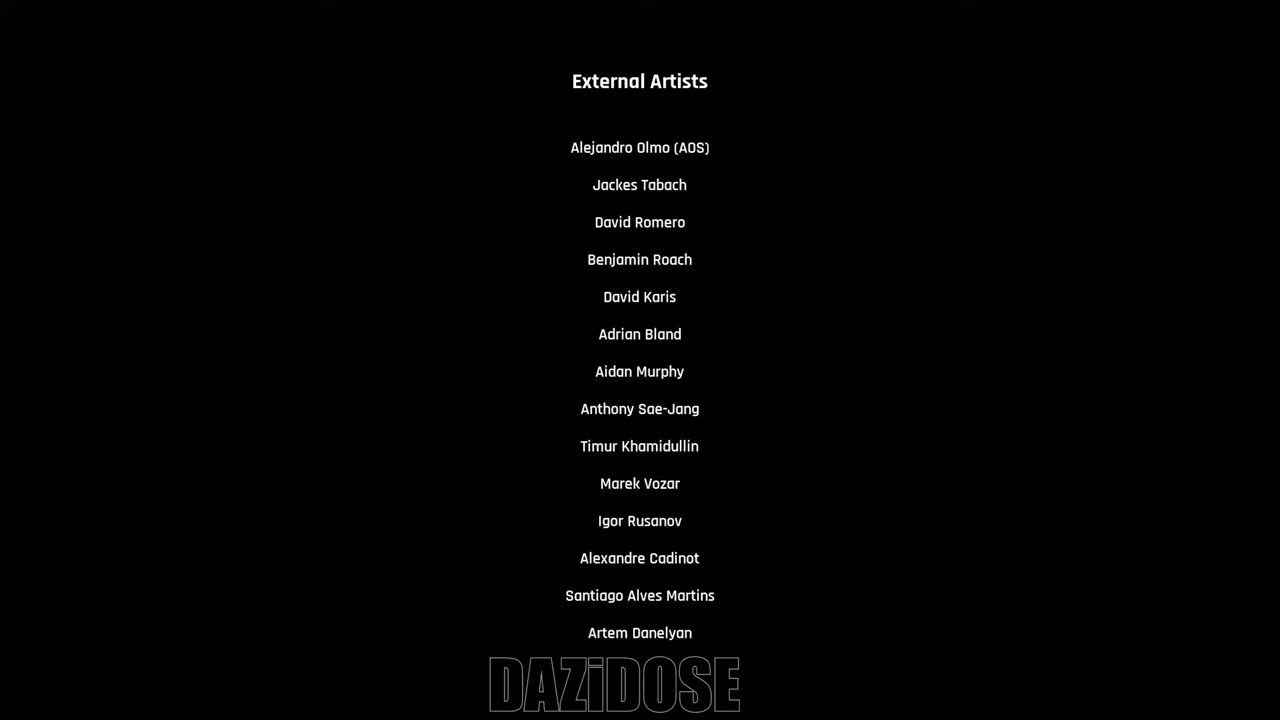 External Artists
Alejandro Olmo (AOS)
Jackes Tabach
David Romero
Benjamin Roach
David Karis
Adrian Bland
Aidan Murphy
Anthony Sae-Jang
Timur Khamidullin
Marek Vozar
Igor Rusanov
Alexandre Cadinot
Santiago Alves Martins
Artem Danelyan
DAZiDOSE